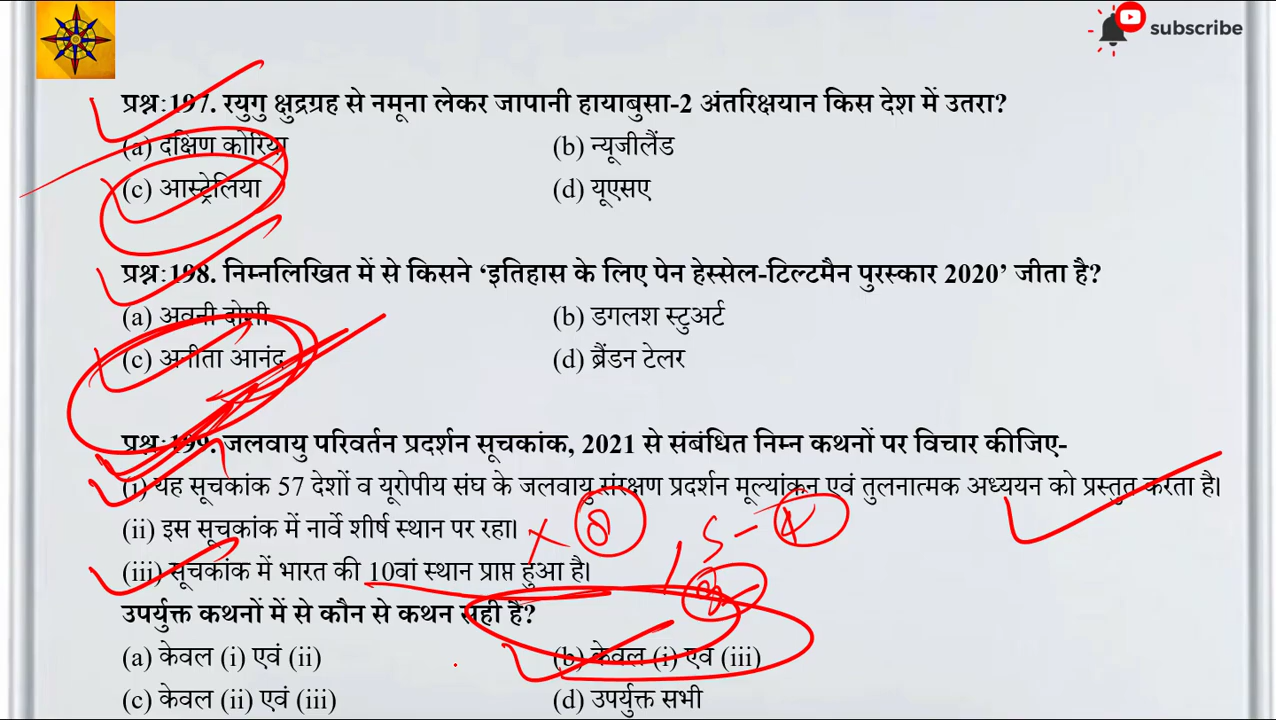 subscribe
प्रश्न:197. रयुगु क्षुद्रग्रह से नमूना लेकर जापानी हायाबुसा-2 अंतरिक्षयान किस देश में उतरा?
(a) दक्षिण कोरिया (b) न्यूजीलैंड
(c) आस्ट्रेलिया (d) यूएसए
प्रश्न:198. निम्नलिखित में से किसने ‘इतिहास के लिए पेन हेस्सेल-टिल्टमैन पुरस्कार 2020’ जीता है?
(a) अवनी दोशी (b) डगलश स्टुअर्ट
(c) अनीता आनंद (d) ब्रैंडन टेलर
प्रश्न:199. जलवायु परिवर्तन प्रदर्शन सूचकांक, 2021 से संबंधित निम्न कथनों पर विचार कीजिए-
(i) यह सूचकांक 57 देशों व यूरोपीय संघ के जलवायु संरक्षण प्रदर्शन मूल्यांकन एवं तुलनात्मक अध्ययन को प्रस्तुत करता है।
(ii) इस सूचकांक में नार्वे शीर्ष स्थान पर रहा।
(iii) सूचकांक में भारत की 10वां स्थान प्राप्त हुआ है।
उपर्युक्त कथनों में से कौन से कथन सही है?
(a) केवल (i) एवं (ii) (b) केवल (i) एवं (iii)
(c) केवल (ii) एवं (iii) (d) उपर्युक्त सभी